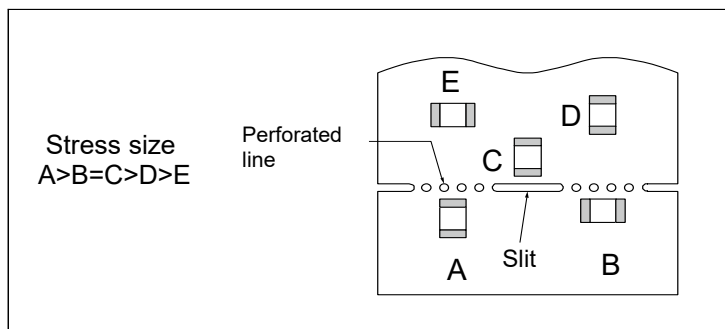 E
D
Stress size
A>B=C>D>E
Perforated
line
C
A
Slit
B